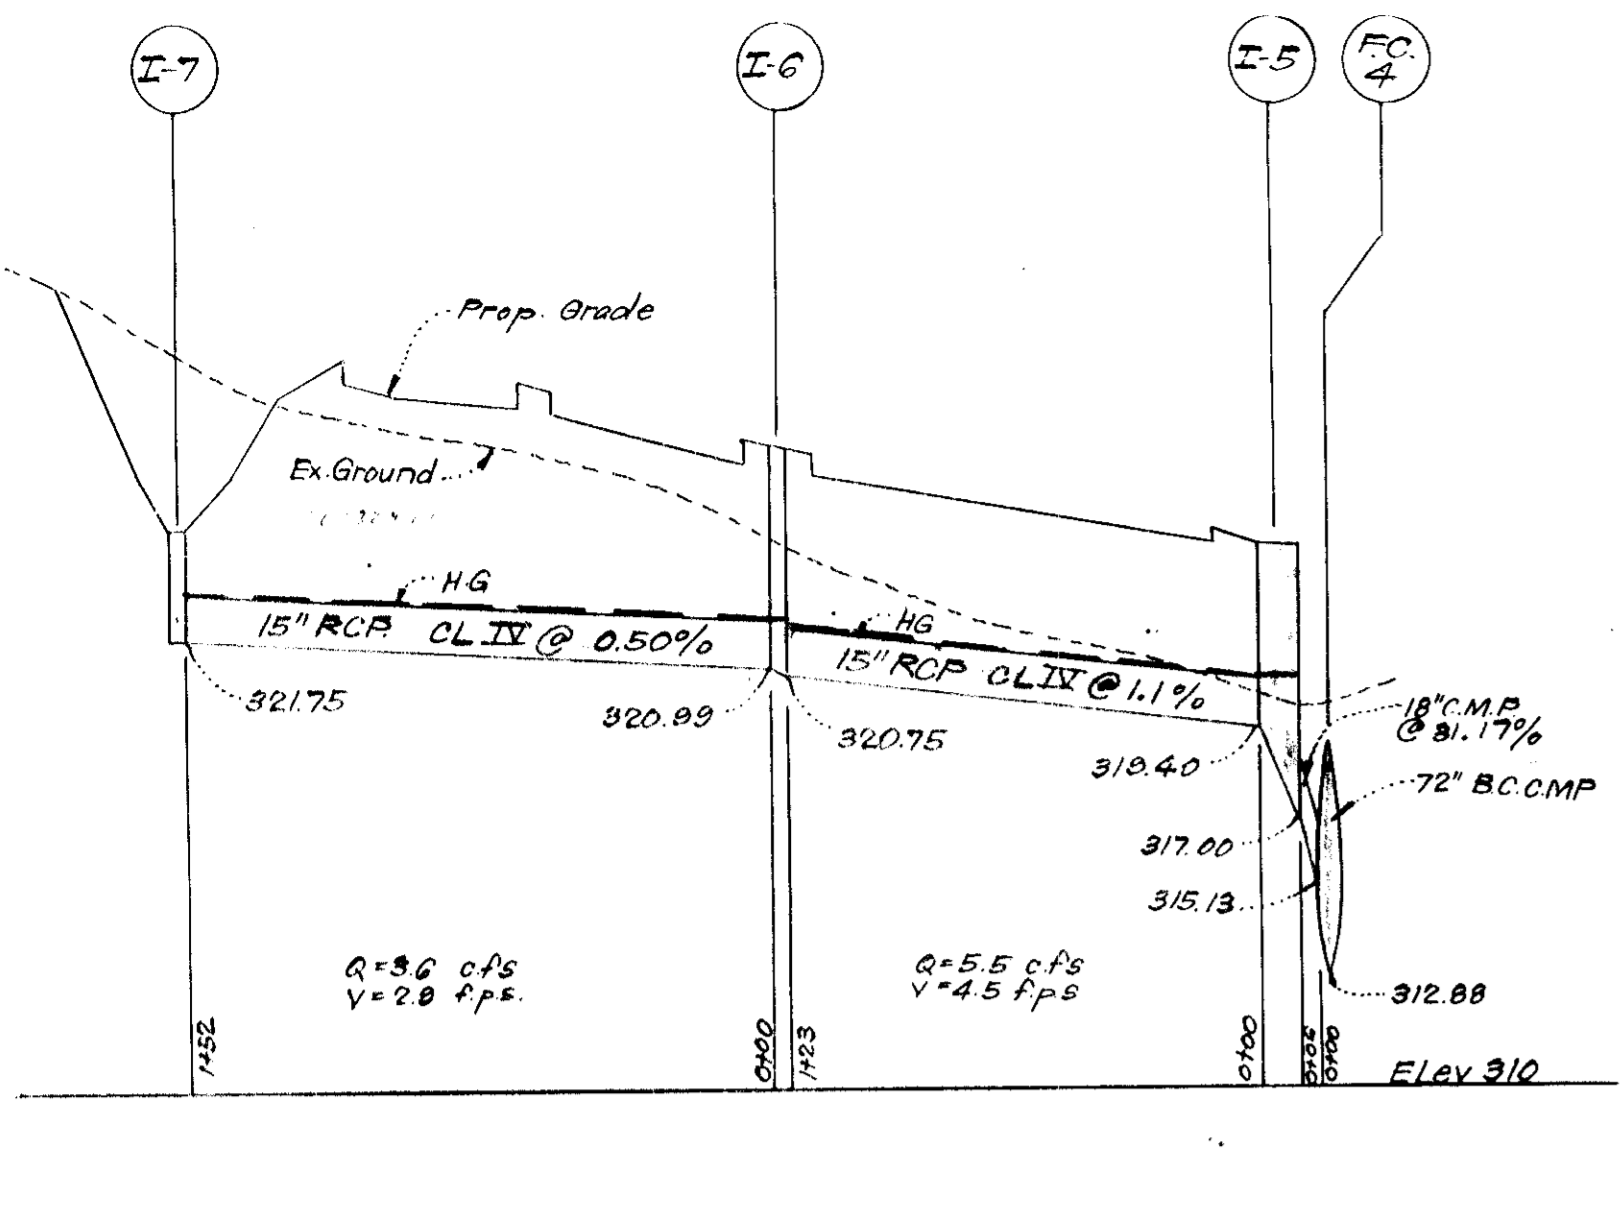 I-7
I-6
I-5
F.C.
4
Prop. Grade
Ex. Ground
H.G
15" RCP. CL IV @ 0.50%
HG
15" RCP CL IV @ 1.1%
321.75
320.99
320.75
319.40
18" C.M.P.
@ 31.17%
72" B.C.C.MP
317.00
315.13
312.88
Q=3.6 c.f.s
V=2.9 f.p.s.
Q=5.5 c.f.s
V=4.5 f.p.s
1+52
0+00
1+23
0+00
0+06
0+00
ELev 310